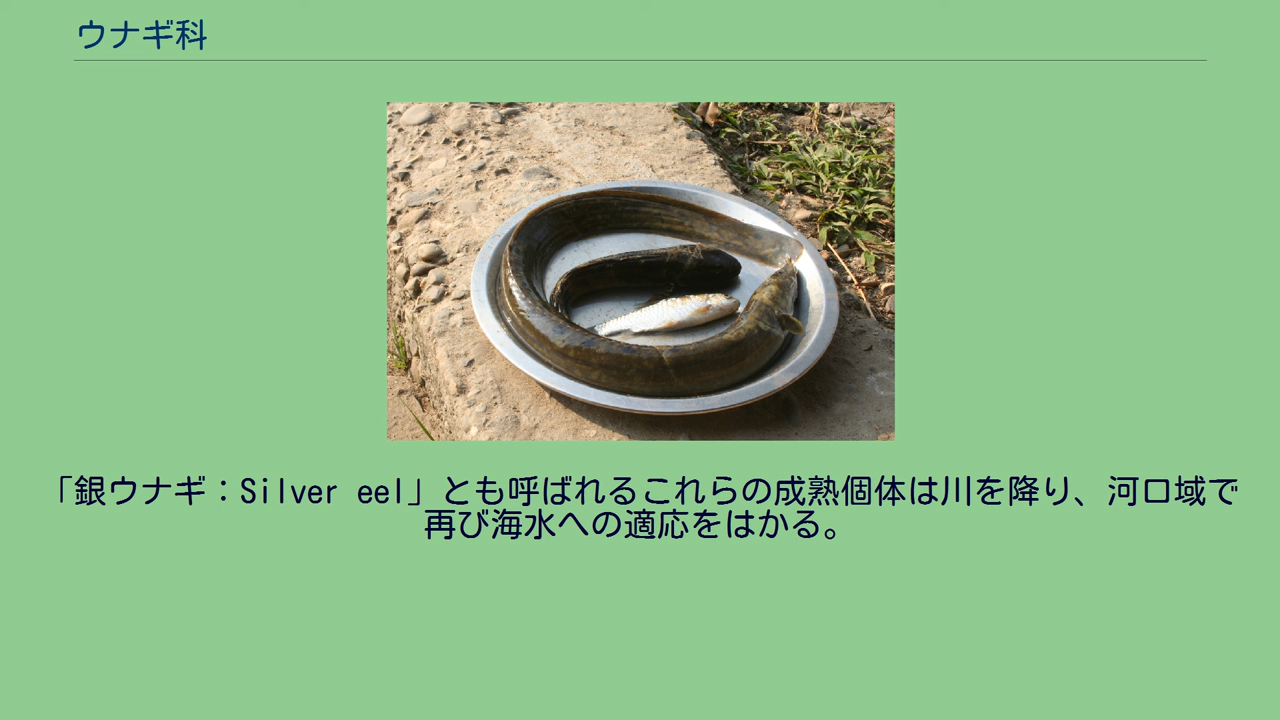 ウナギ科
「銀ウナギ：Silver eel」とも呼ばれるこれらの成熟個体は川を降り、河口域で
再び海水への適応をはかる。